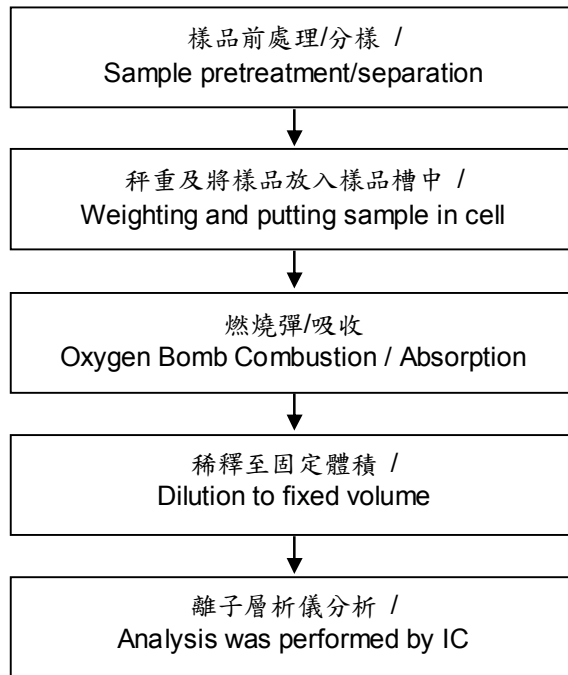 樣品前處理/分樣 /
Sample pretreatment/separation
秤重及將樣品放入樣品槽中 /
Weighting and putting sample in cell
燃燒彈/吸收
Oxygen Bomb Combustion / Absorption
稀釋至固定體積 /
Dilution to fixed volume
離子層析儀分析 /
Analysis was performed by IC